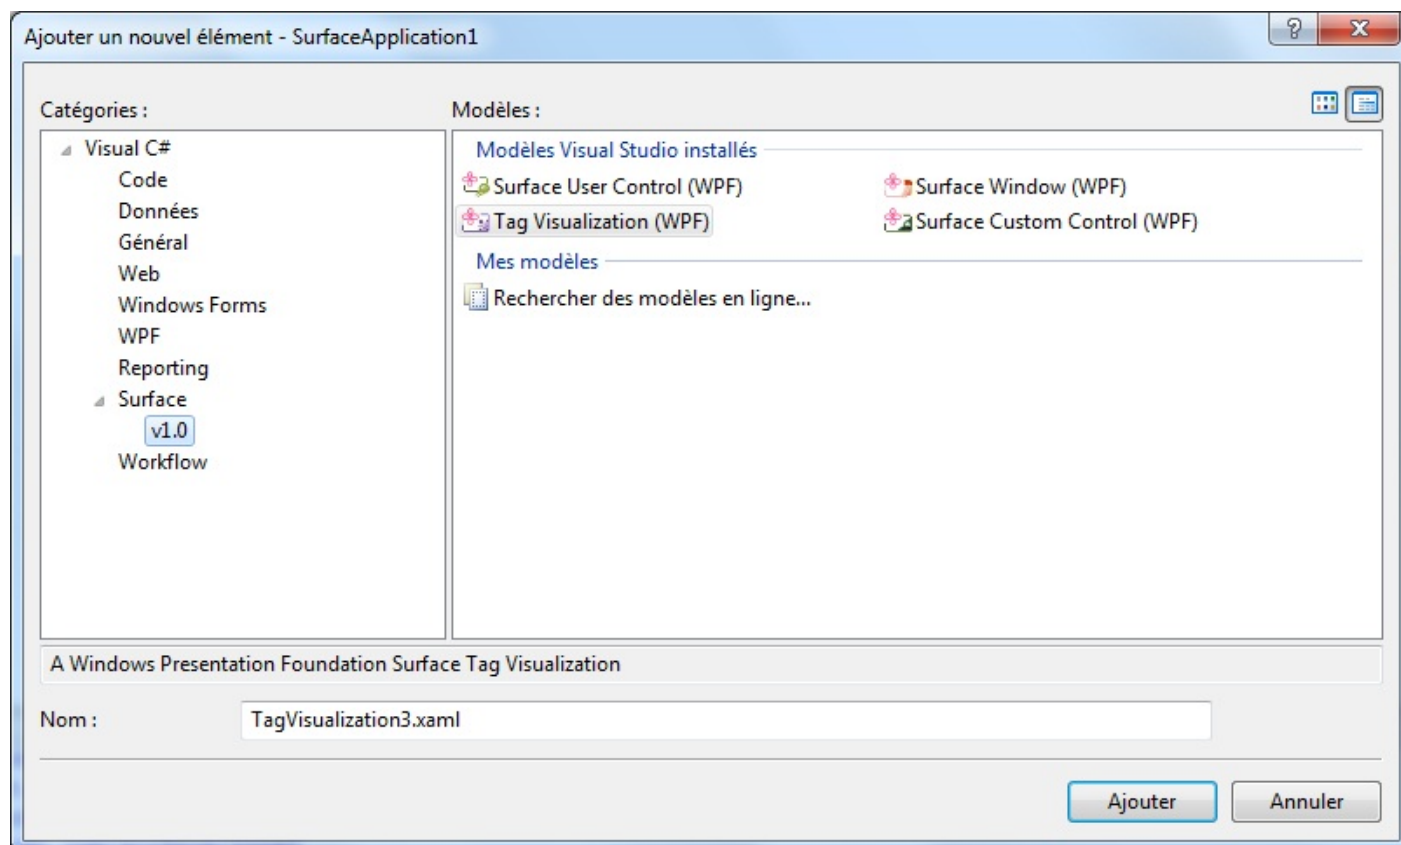 Ajouter un nouvel élément - SurfaceApplication1
Catégories :
Modèles :
Visual C#
Code
Données
Général
Web
Windows Forms
WPF
Reporting
Surface
v1.0
Workflow
Modèles Visual Studio installés
Surface User Control (WPF)
Surface Window (WPF)
Tag Visualization (WPF)
Surface Custom Control (WPF)
Mes modèles
Rechercher des modèles en ligne...
A Windows Presentation Foundation Surface Tag Visualization
Nom :
TagVisualization3.xaml
Ajouter
Annuler